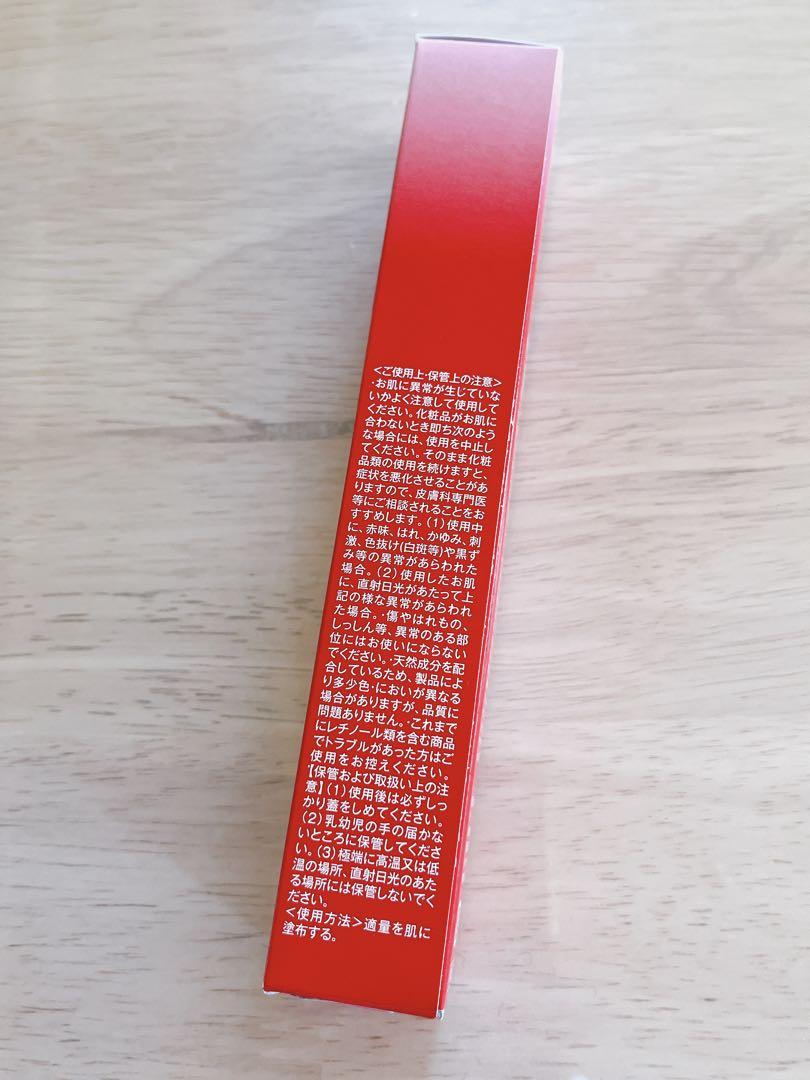 <ご使用上・保管上の注意>
・お肌に異常が生じていな
いかよく注意して使用して
ください。化粧品がお肌に
合わないとき即ち次のよう
な場合には、使用を中止し
てください。そのまま化粧
品類の使用を続けますと、
症状を悪化させることがあ
りますので、皮膚科専門医
等にご相談されることをお
すすめします。(1)使用中
に、赤味、はれ、かゆみ、刺
激、色抜け(白斑等)や黒ず
み等の異常があらわれた
場合。(2)使用したお肌
に、直射日光があたって上
記の様な異常があらわれ
た場合。・傷やはれもの、
しっしん等、異常のある部
位にはお使いにならない
でください。・天然成分を配
合しているため、製品によ
り多少色・においが異なる
場合がありますが、品質に
問題ありません。・これまで
にレチノール類を含む商品
でトラブルがあった方はご
使用をお控えください。
【保管および取扱い上の注
意】(1)使用後は必ずしっ
かり蓋をしめてください。
(2)乳幼児の手の届かな
いところに保管してくださ
い。(3)極端に高温又は低
温の場所、直射日光のあた
る場所には保管しないでく
ださい。
<使用方法>適量を肌に
塗布する。